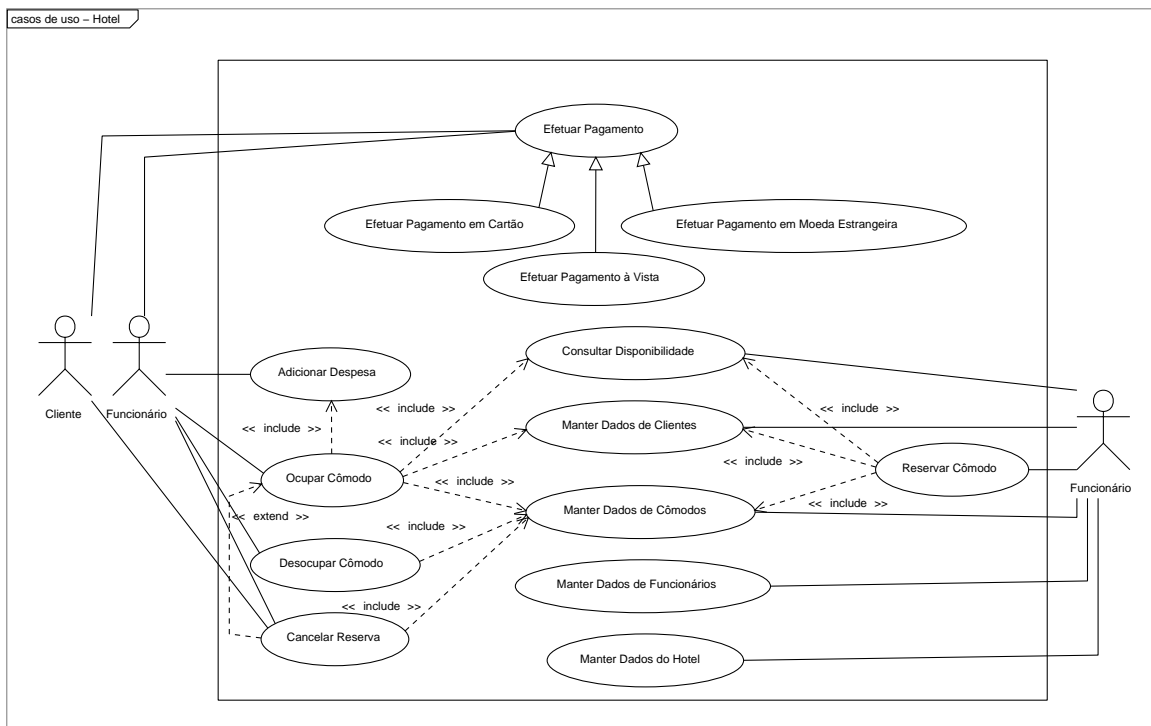 casos de uso – Hotel
Efetuar Pagamento
Efetuar Pagamento em Cartão
Efetuar Pagamento em Moeda Estrangeira
Efetuar Pagamento à Vista
Consultar Disponibilidade
Adicionar Despesa
Cliente
Funcionário
<< include >>
<< include >>
<< include >>
Manter Dados de Clientes
<< include >>
<< include >>
Reservar Cômodo
Funcionário
Ocupar Cômodo
<< include >>
<< include >>
Manter Dados de Cômodos
<< extend >>
<< include >>
Desocupar Cômodo
Manter Dados de Funcionários
<< include >>
Cancelar Reserva
Manter Dados do Hotel